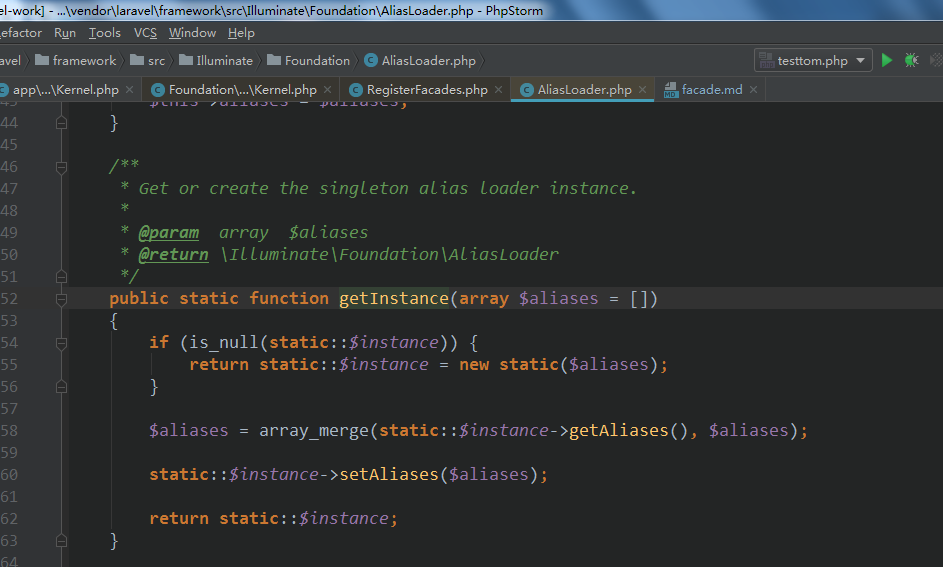 el-work] - ...\vendor\laravel\framework\src\Illuminate\Foundation\AliasLoader.php - PhpStorm
efactor Run Tools VCS Window Help
avel framework src Illuminate Foundation AliasLoader.php testtom.php
app\...\Kernel.php Foundation\...\Kernel.php RegisterFacades.php AliasLoader.php facade.md
43 $this->aliases = $aliases;
44 }
45
46 /**
47 * Get or create the singleton alias loader instance.
48 *
49 * @param  array  $aliases
50 * @return \Illuminate\Foundation\AliasLoader
51 */
52 public static function getInstance(array $aliases = [])
53 {
54 if (is_null(static::$instance)) {
55 return static::$instance = new static($aliases);
56 }
57
58 $aliases = array_merge(static::$instance->getAliases(), $aliases);
59
60 static::$instance->setAliases($aliases);
61
62 return static::$instance;
63 }
64